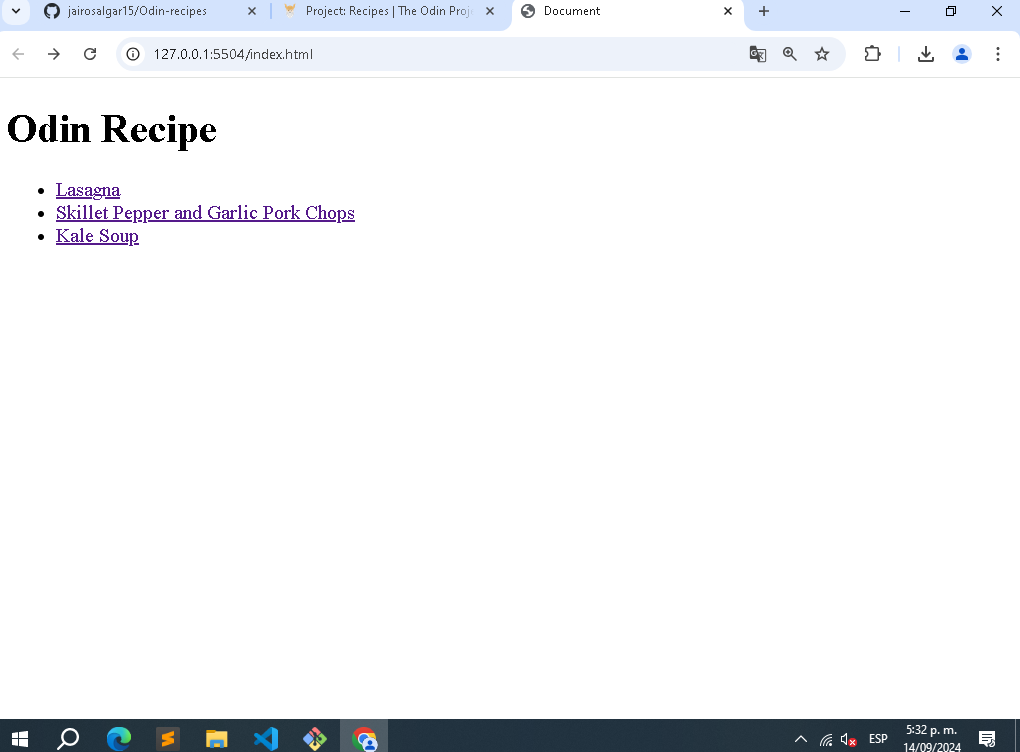 jairosalgar15/Odin-recipes
Project: Recipes | The Odin Proj
Document
127.0.0.1:5504/index.html
Odin Recipe
Lasagna
Skillet Pepper and Garlic Pork Chops
Kale Soup
ESP
5:32 p. m.
14/09/2024